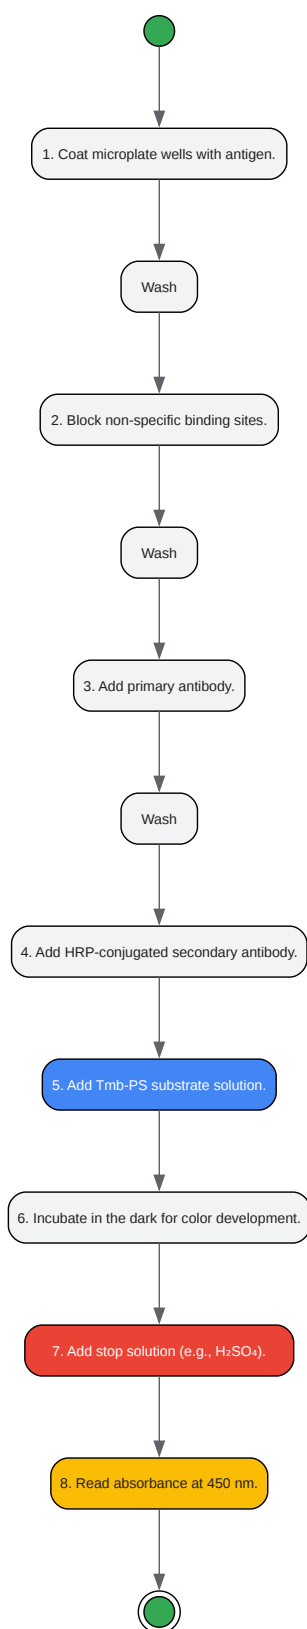 1. Coat microplate wells with antigen.
Wash
2. Block non-specific binding sites.
Wash
3. Add primary antibody.
Wash
4. Add HRP-conjugated secondary antibody.
5. Add Tmb-PS substrate solution.
6. Incubate in the dark for color development.
7. Add stop solution (e.g., H₂SO₄).
8. Read absorbance at 450 nm.